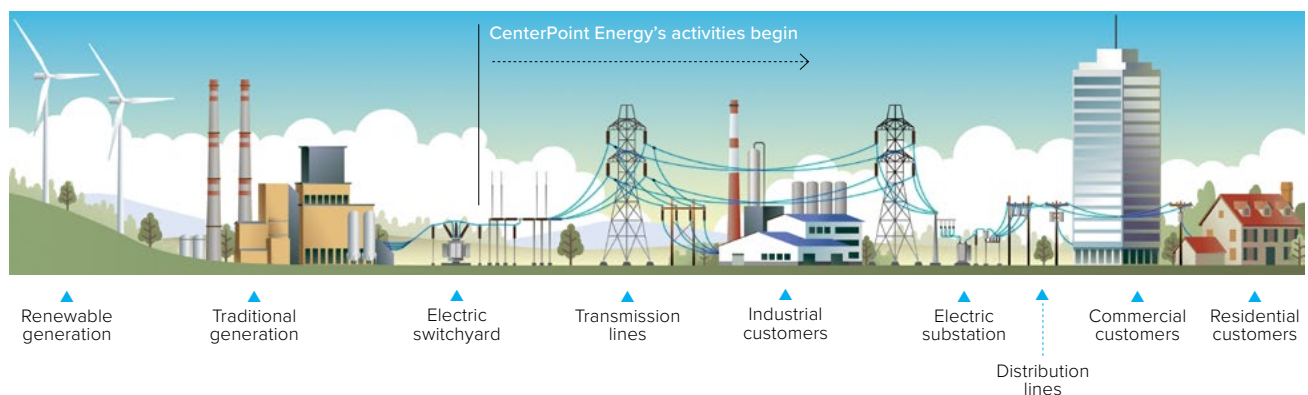 CenterPoint Energy’s activities begin
Renewable
generation
Traditional
generation
Electric
switchyard
Transmission
lines
Industrial
customers
Electric
substation
Distribution
lines
Commercial
customers
Residential
customers